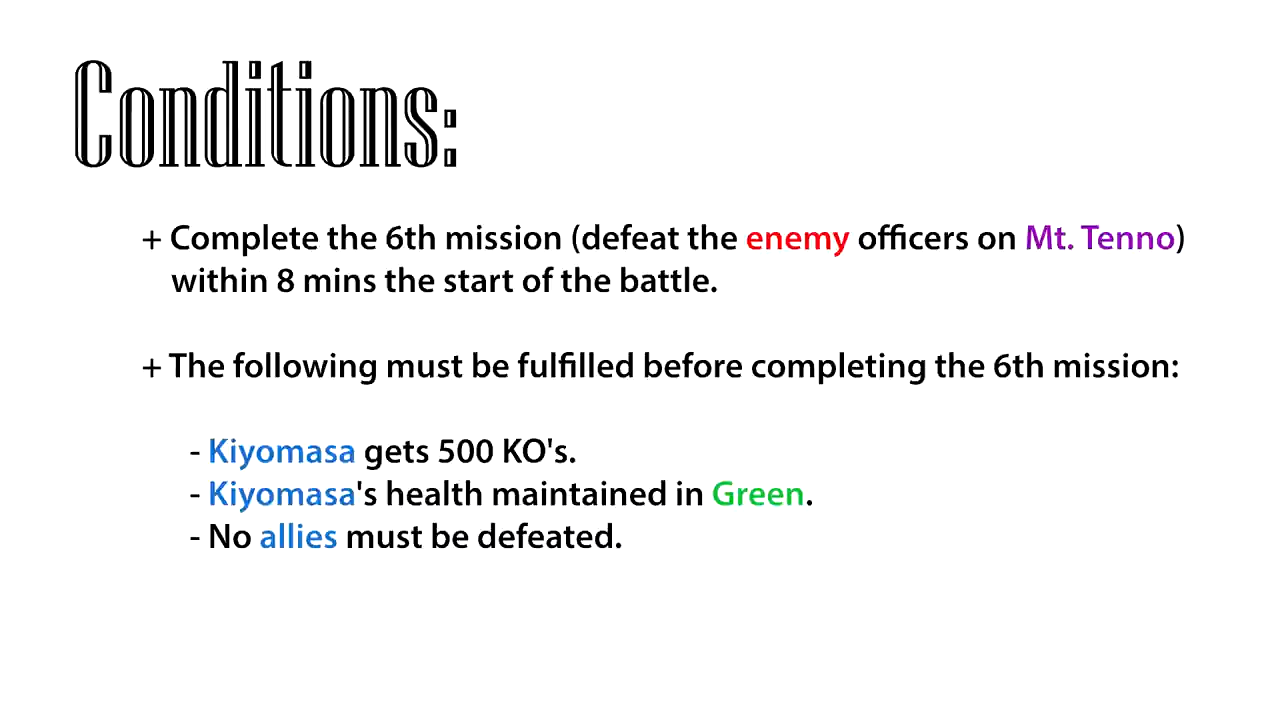 Conditions:
+ Complete the 6th mission (defeat the enemy officers on Mt. Tenno)
within 8 mins the start of the battle.
+ The following must be fulfilled before completing the 6th mission:
- Kiyomasa gets 500 KO's.
- Kiyomasa's health maintained in Green.
- No allies must be defeated.